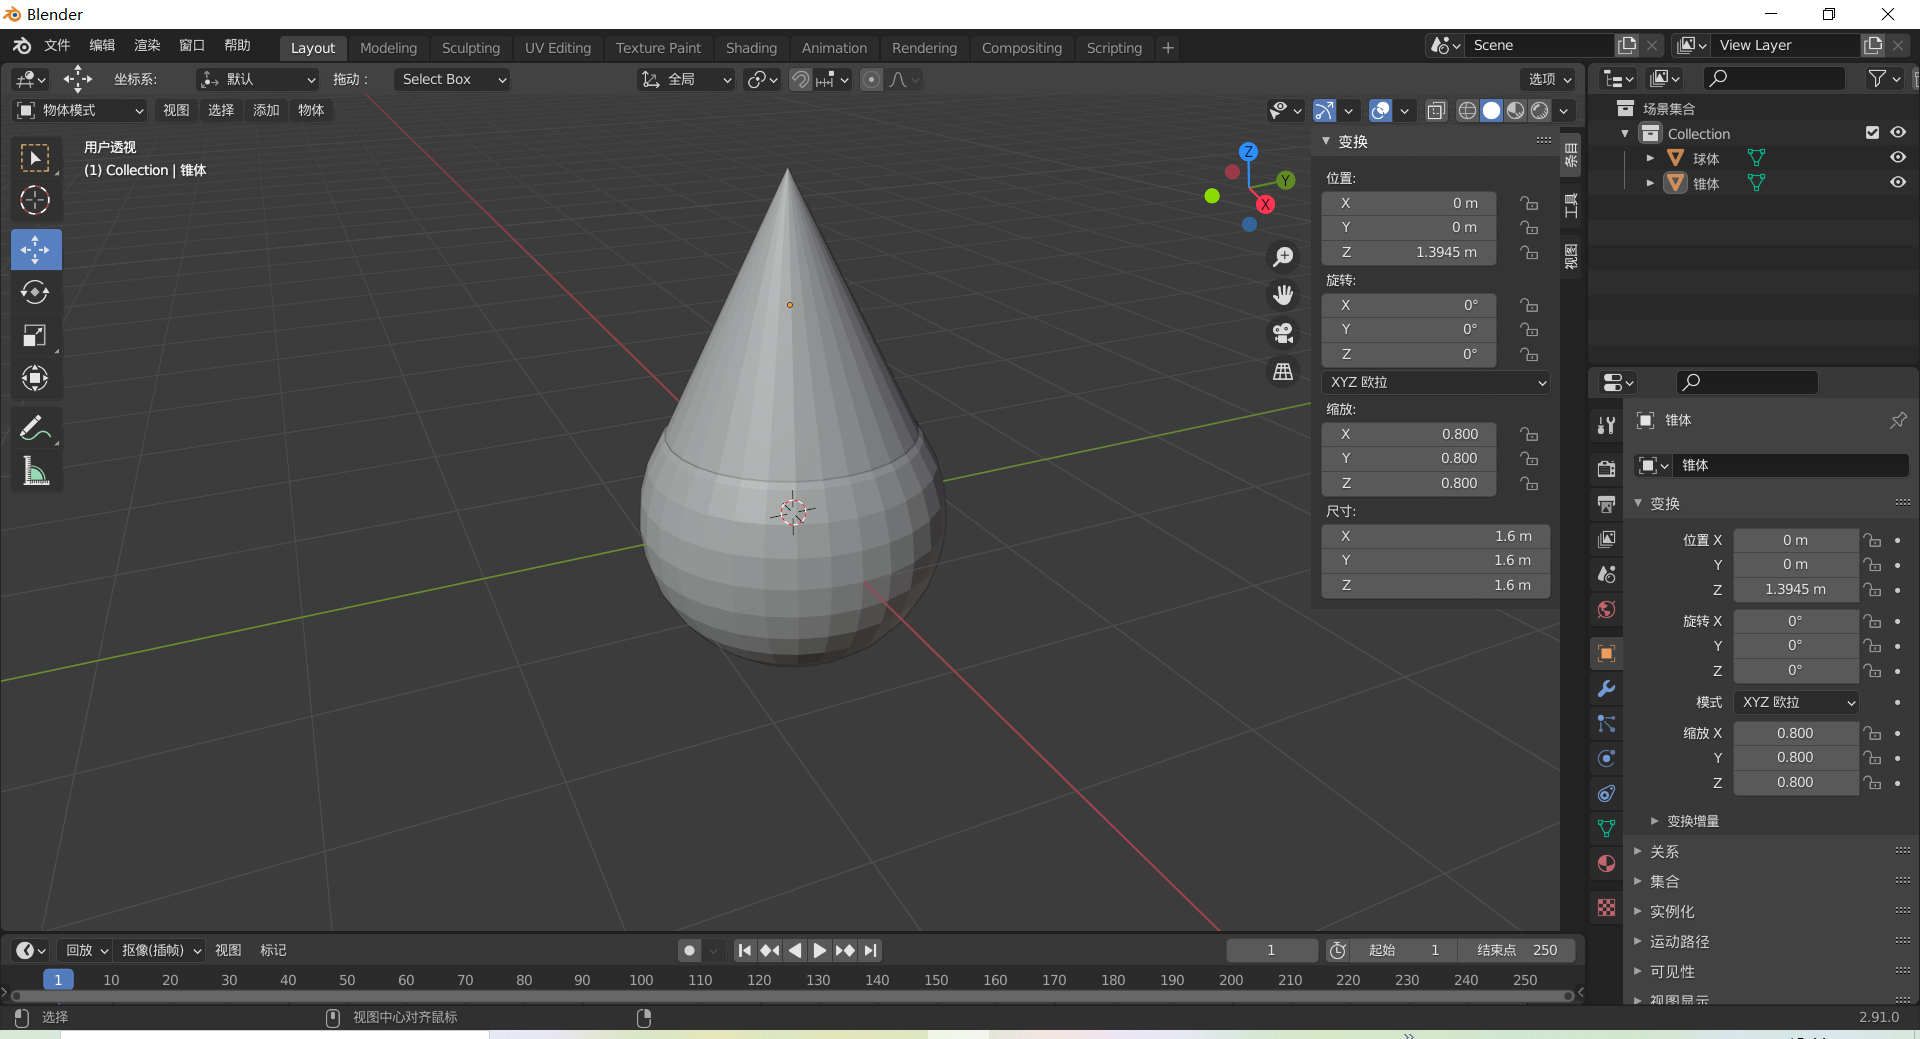 Blender
文件 编辑 渲染 窗口 帮助 Layout Modeling Sculpting UV Editing Texture Paint Shading Animation Rendering Compositing Scripting + Scene View Layer
坐标系: 默认 拖动: Select Box 全局 选项
物体模式 视图 选择 添加 物体
用户透视
(1) Collection | 锥体
Z
Y
X
变换
位置:
X 0 m
Y 0 m
Z 1.3945 m
旋转:
X 0°
Y 0°
Z 0°
XYZ 欧拉
缩放:
X 0.800
Y 0.800
Z 0.800
尺寸:
X 1.6 m
Y 1.6 m
Z 1.6 m
条目
工具
视图
场景集合
Collection
球体
锥体
锥体
锥体
变换
位置 X 0 m
Y 0 m
Z 1.3945 m
旋转 X 0°
Y 0°
Z 0°
模式 XYZ 欧拉
缩放 X 0.800
Y 0.800
Z 0.800
变换增量
关系
集合
实例化
运动路径
可见性
视图显示
回放 抠像(插帧) 视图 标记 1 起始 1 结束点 250
1 10 20 30 40 50 60 70 80 90 100 110 120 130 140 150 160 170 180 190 200 210 220 230 240 250
选择 视图中心对齐鼠标 2.91.0